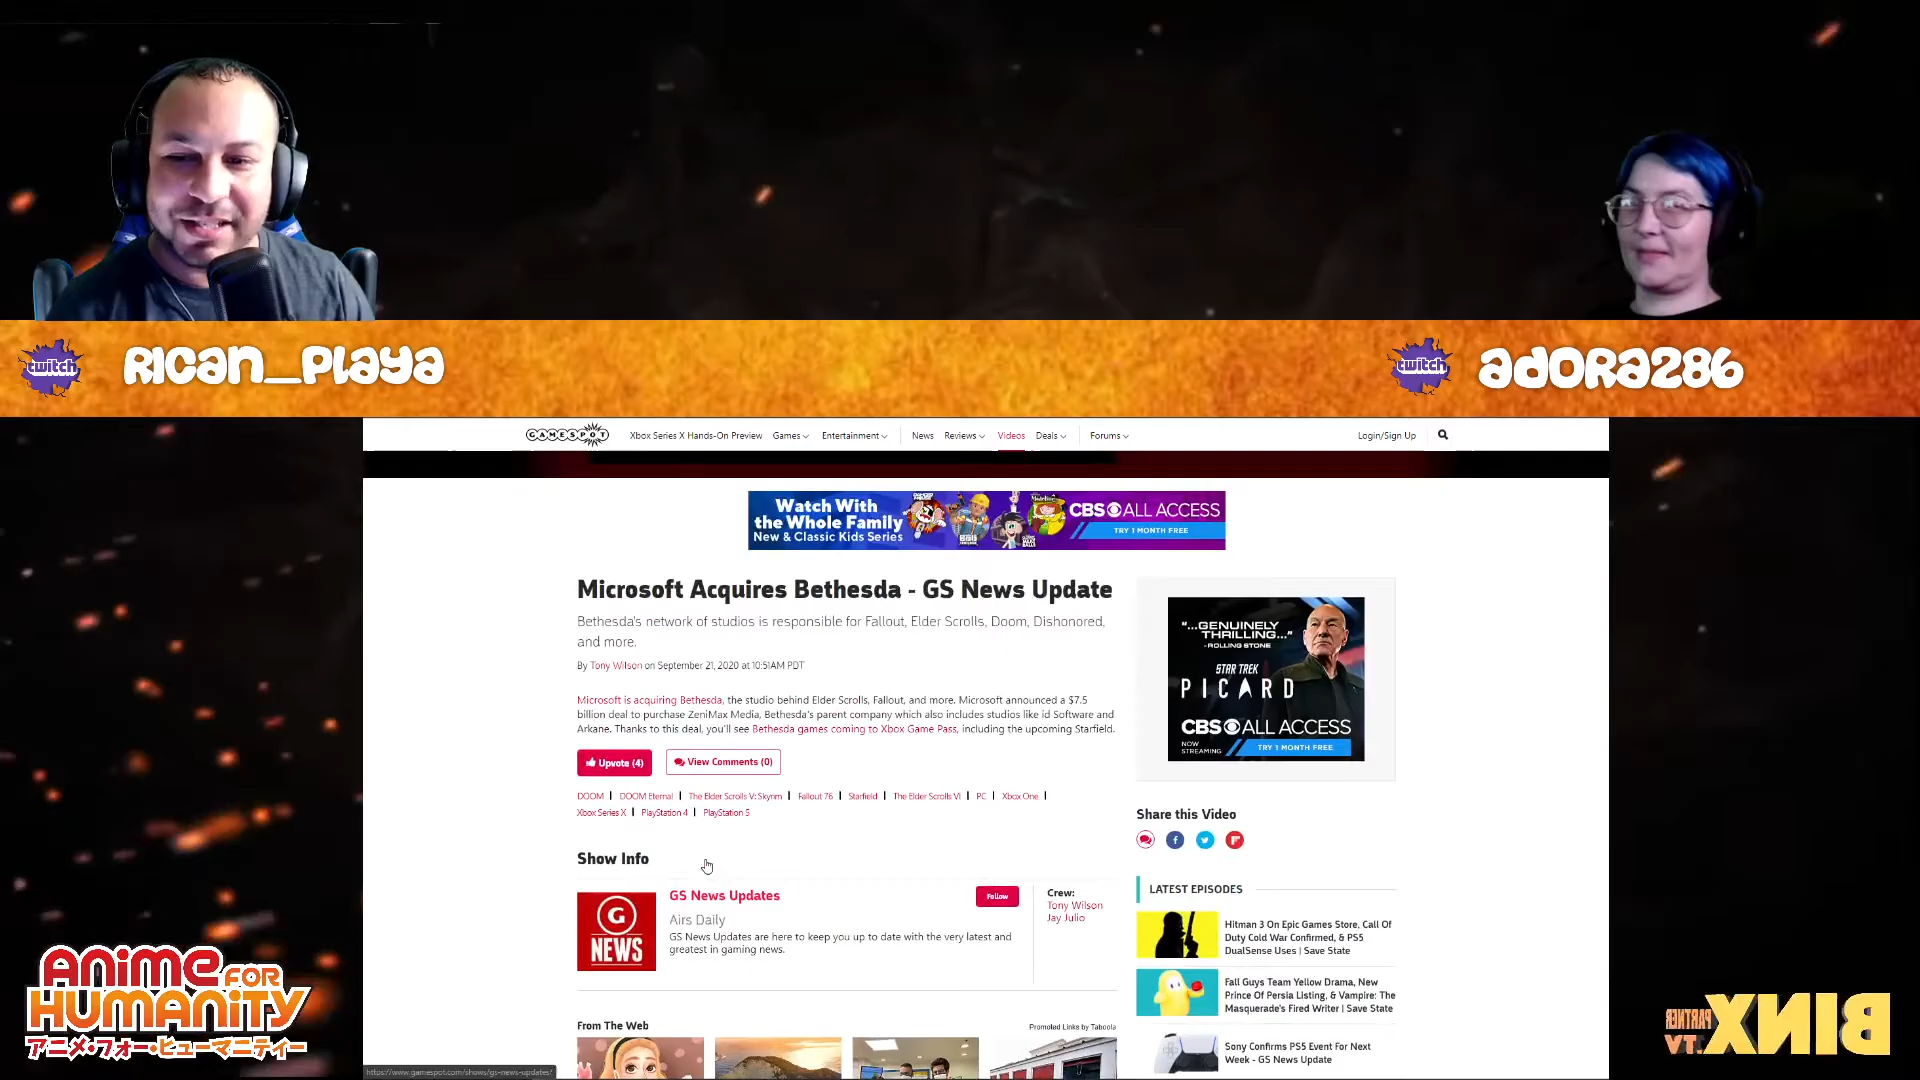 twitch
RICAN_PLAYA
twitch
ADORA286
GAMESPOT
Xbox Series X Hands-On Preview
Games
Entertainment
News
Reviews
Videos
Deals
Forums
Login/Sign Up
Watch With
the Whole Family
New & Classic Kids Series
CBS ALL ACCESS
TRY 1 MONTH FREE
Microsoft Acquires Bethesda - GS News Update
Bethesda's network of studios is responsible for Fallout, Elder Scrolls, Doom, Dishonored,
and more.
By Tony Wilson on September 21, 2020 at 10:51AM PDT
Microsoft is acquiring Bethesda, the studio behind Elder Scrolls, Fallout, and more. Microsoft announced a $7.5
billion deal to purchase ZeniMax Media, Bethesda's parent company which also includes studios like id Software and
Arkane. Thanks to this deal, you'll see Bethesda games coming to Xbox Game Pass, including the upcoming Starfield.
Upvote (4)
View Comments (0)
DOOM | DOOM Eternal | The Elder Scrolls V: Skyrim | Fallout 76 | Starfield | The Elder Scrolls VI | PC | Xbox One |
Xbox Series X | PlayStation 4 | PlayStation 5
"...GENUINELY
THRILLING..."
-ROLLING STONE
STAR TREK
PICARD
CBS ALL ACCESS
NOW
STREAMING
TRY 1 MONTH FREE
Share this Video
Show Info
G
NEWS
GS News Updates
Airs Daily
GS News Updates are here to keep you up to date with the very latest and
greatest in gaming news.
Follow
Crew:
Tony Wilson
Jay Julio
LATEST EPISODES
Hitman 3 On Epic Games Store, Call Of
Duty Cold War Confirmed, & PS5
DualSense Uses | Save State
Fall Guys Team Yellow Drama, New
Prince Of Persia Listing, & Vampire: The
Masquerade's Fired Writer | Save State
Sony Confirms PS5 Event For Next
Week - GS News Update
From The Web
Promoted Links by Taboola
https://www.gamespot.com/shows/gs-news-updates/
ANIME FOR
HUMANITY
アニメ・フォー・ヒューマニティー
BINX
PARTNER
.TV